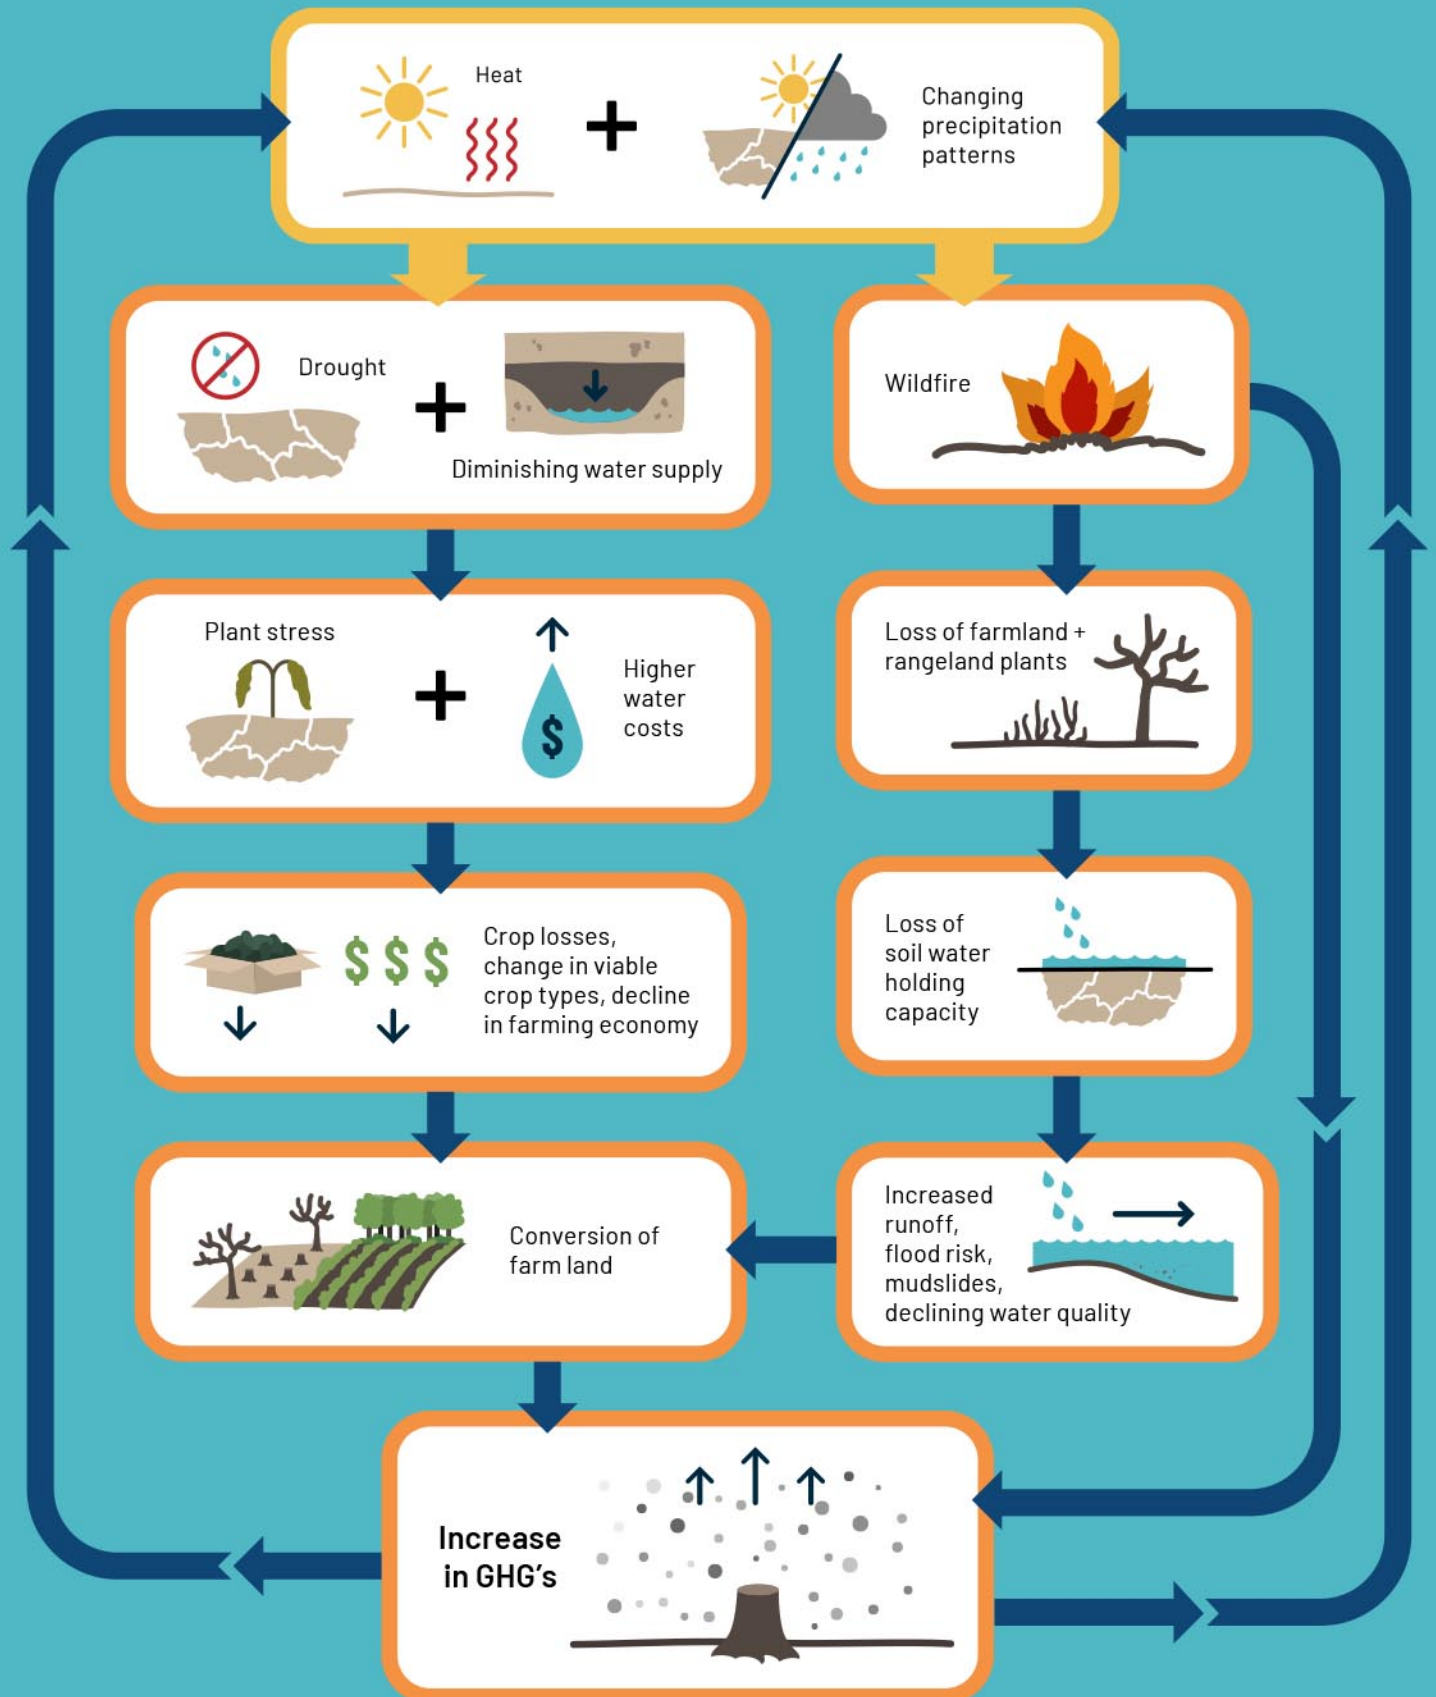 Heat
Changing
precipitation
patterns
Drought
Diminishing water supply
Wildfire
Plant stress
Higher
water
costs
$
Loss of farmland +
rangeland plants
$ $ $
Crop losses,
change in viable
crop types, decline
in farming economy
Loss of
soil water
holding
capacity
Conversion of
farm land
Increased
runoff,
flood risk,
mudslides,
declining water quality
Increase
in GHG's